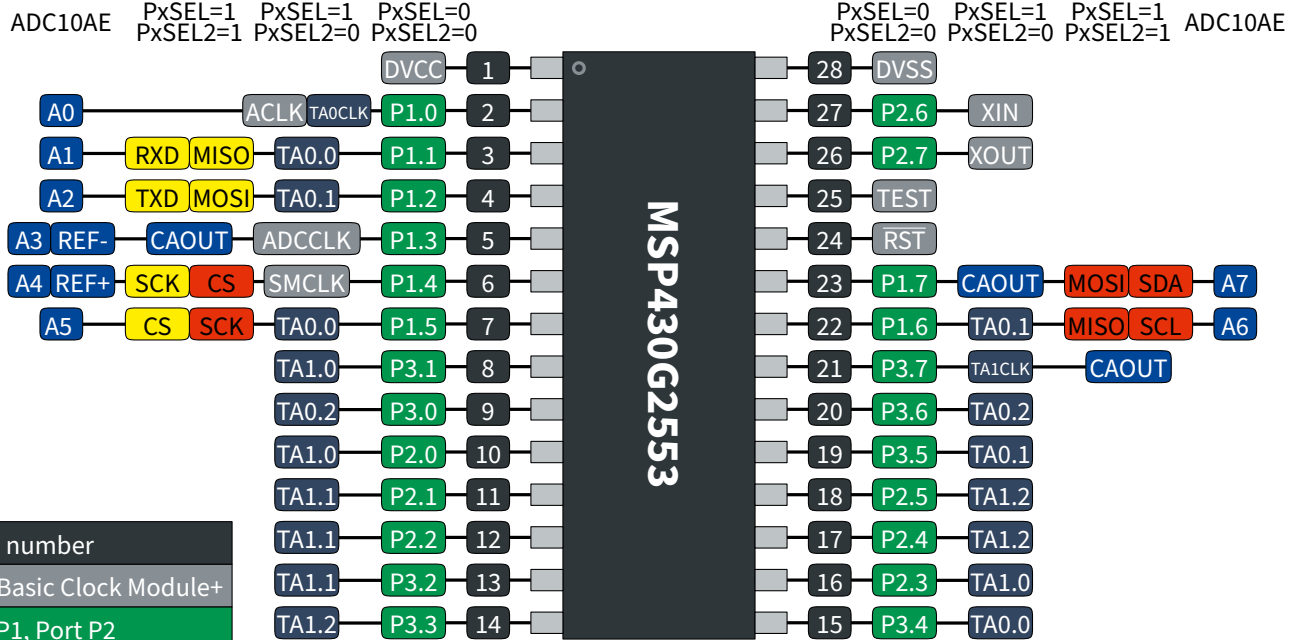 ADC10AE PxSEL=1 PxSEL=1 PxSEL=0 PxSEL=0 PxSEL=1 PxSEL=1 ADC10AE
PxSEL2=1 PxSEL2=0 PxSEL2=0 PxSEL2=0 PxSEL2=0 PxSEL2=1
DVCC 1 28 DVSS
A0 ACLK TA0CLK P1.0 2 27 P2.6 XIN
A1 RXD MISO TA0.0 P1.1 3 26 P2.7 XOUT
A2 TXD MOSI TA0.1 P1.2 4 25 TEST
A3 REF- CAOUT ADCCLK P1.3 5 24 RST
A4 REF+ SCK CS SMCLK P1.4 6 23 P1.7 CAOUT MOSI SDA A7
A5 CS SCK TA0.0 P1.5 7 22 P1.6 TA0.1 MISO SCL A6
TA1.0 P3.1 8 21 P3.7 TA1CLK CAOUT
TA0.2 P3.0 9 20 P3.6 TA0.2
TA1.0 P2.0 10 19 P3.5 TA0.1
TA1.1 P2.1 11 18 P2.5 TA1.2
TA1.1 P2.2 12 17 P2.4 TA1.2
TA1.1 P3.2 13 16 P2.3 TA1.0
TA1.2 P3.3 14 15 P3.4 TA0.0
MSP430G2553
number
Basic Clock Module+
P1, Port P2